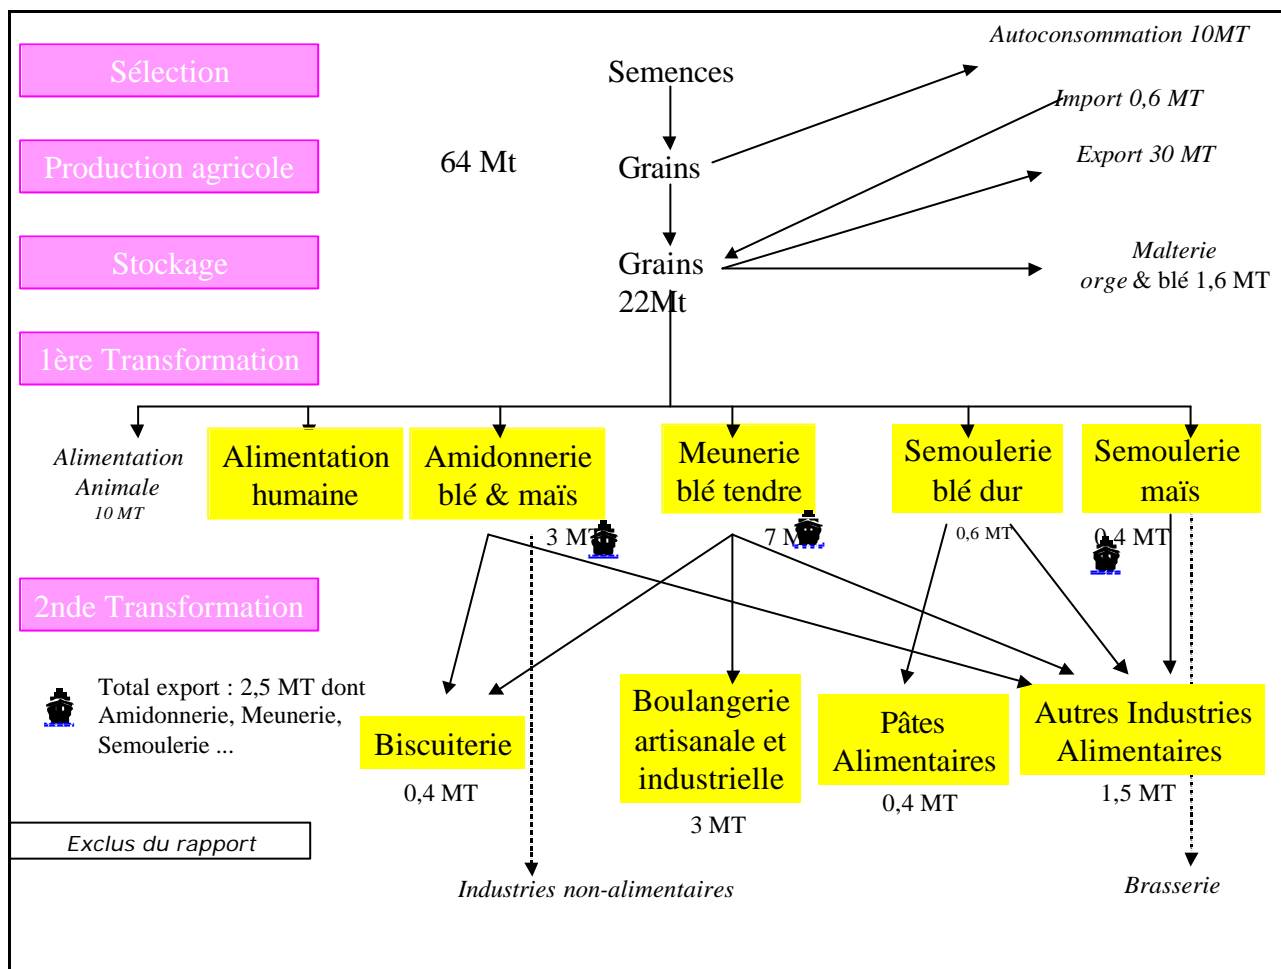 Autoconsommation 10MT
Sélection
Semences
Import 0,6 MT
Production agricole
64 Mt
Grains
Export 30 MT
Stockage
Grains
22Mt
Malterie
orge & blé 1,6 MT
1ère Transformation
Alimentation
Animale
10 MT
Alimentation
humaine
Amidonnerie
blé & maïs
3 MT
Meunerie
blé tendre
7 MT
Semoulerie
blé dur
0,6 MT
Semoulerie
maïs
0,4 MT
2nde Transformation
Total export : 2,5 MT dont
Amidonnerie, Meunerie,
Semoulerie ...
Biscuiterie
0,4 MT
Boulangerie
artisanale et
industrielle
3 MT
Pâtes
Alimentaires
0,4 MT
Autres Industries
Alimentaires
1,5 MT
Exclus du rapport
Industries non-alimentaires
Brasserie